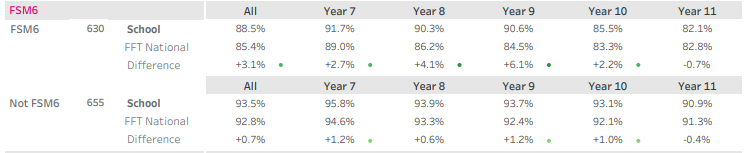 FSM6 All Year 7 Year 8 Year 9 Year 10 Year 11
FSM6 630 School 88.5% 91.7% 90.3% 90.6% 85.5% 82.1%
FFT National 85.4% 89.0% 86.2% 84.5% 83.3% 82.8%
Difference +3.1% +2.7% +4.1% +6.1% +2.2% -0.7%
All Year 7 Year 8 Year 9 Year 10 Year 11
Not FSM6 655 School 93.5% 95.8% 93.9% 93.7% 93.1% 90.9%
FFT National 92.8% 94.6% 93.3% 92.4% 92.1% 91.3%
Difference +0.7% +1.2% +0.6% +1.2% +1.0% -0.4%